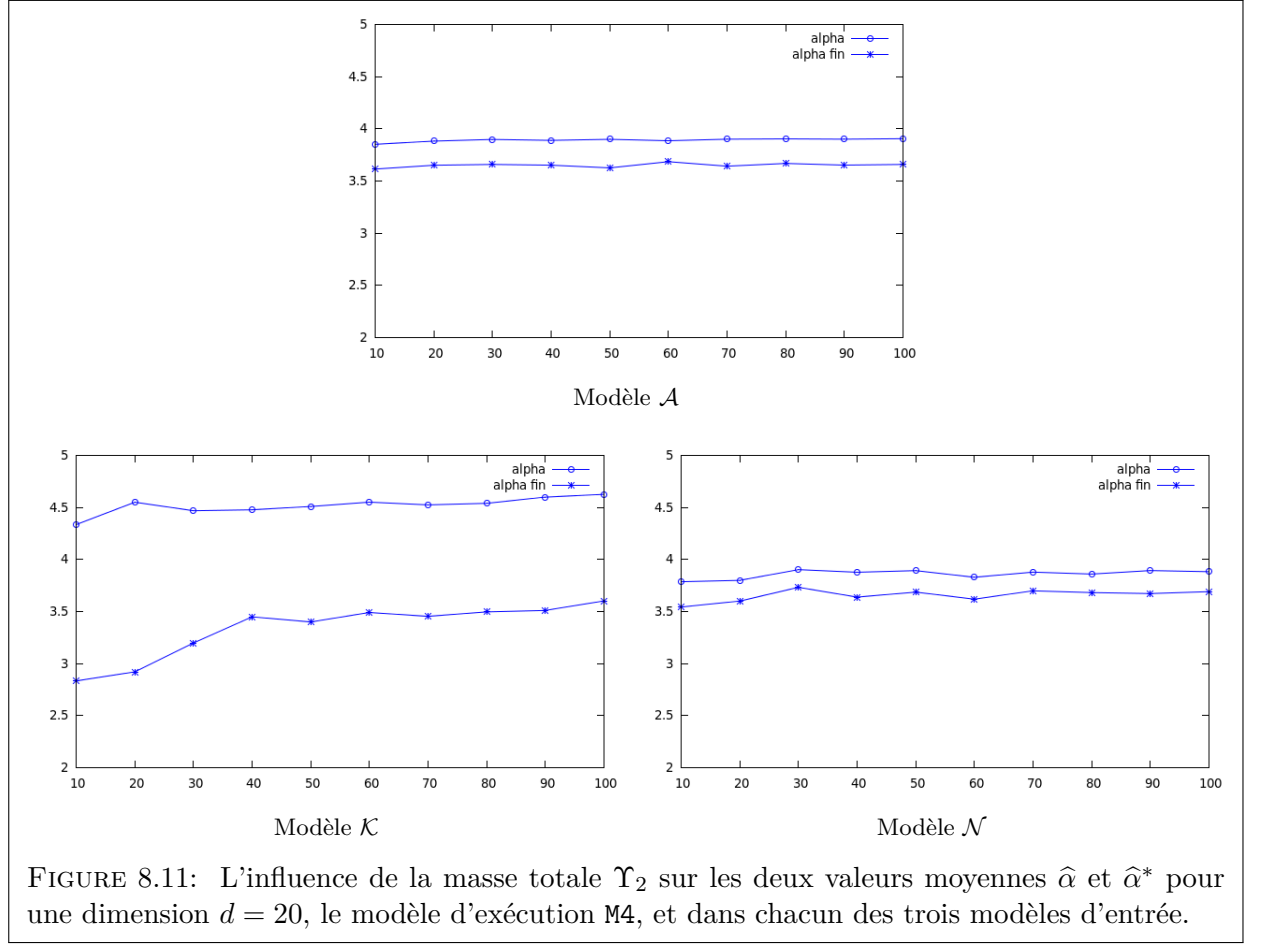 5
4.5
4
3.5
3
2.5
2
alpha
alpha fin
10 20 30 40 50 60 70 80 90 100
Modèle 𝒜
5
4.5
4
3.5
3
2.5
2
alpha
alpha fin
10 20 30 40 50 60 70 80 90 100
Modèle 𝒦
5
4.5
4
3.5
3
2.5
2
alpha
alpha fin
10 20 30 40 50 60 70 80 90 100
Modèle 𝒩
FIGURE 8.11: L'influence de la masse totale ϒ₂ sur les deux valeurs moyennes α̂ et α̂* pour
une dimension d = 20, le modèle d'exécution M4, et dans chacun des trois modèles d'entrée.